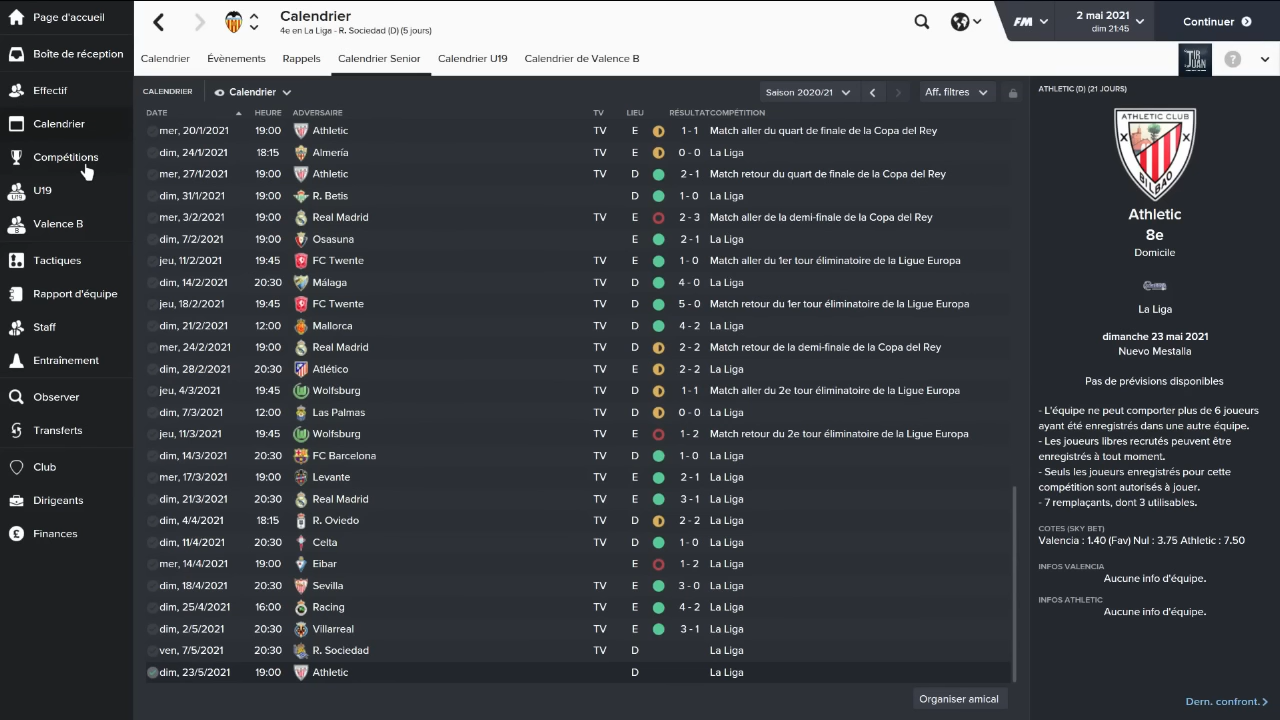 Page d'accueil
Boîte de réception
Effectif
Calendrier
Compétitions
U19
Valence B
Tactiques
Rapport d'équipe
Staff
Entraînement
Observer
Transferts
Club
Dirigeants
Finances
Calendrier
4e en La Liga - R. Sociedad (D) (5 jours)
FM
2 mai 2021
dim 21:45
Continuer
Calendrier Évènements Rappels Calendrier Senior Calendrier U19 Calendrier de Valence B
CALENDRIER Calendrier Saison 2020/21 Aff. filtres
DATE HEURE ADVERSAIRE TV LIEU RÉSULTAT COMPÉTITION
mer, 20/1/2021 19:00 Athletic TV E 1 - 1 Match aller du quart de finale de la Copa del Rey
dim, 24/1/2021 18:15 Almería TV E 0 - 0 La Liga
mer, 27/1/2021 19:00 Athletic TV D 2 - 1 Match retour du quart de finale de la Copa del Rey
dim, 31/1/2021 19:00 R. Betis D 1 - 0 La Liga
mer, 3/2/2021 19:00 Real Madrid TV E 2 - 3 Match aller de la demi-finale de la Copa del Rey
dim, 7/2/2021 19:00 Osasuna E 2 - 1 La Liga
jeu, 11/2/2021 19:45 FC Twente TV E 1 - 0 Match aller du 1er tour éliminatoire de la Ligue Europa
dim, 14/2/2021 20:30 Málaga TV D 4 - 0 La Liga
jeu, 18/2/2021 19:45 FC Twente TV D 5 - 0 Match retour du 1er tour éliminatoire de la Ligue Europa
dim, 21/2/2021 12:00 Mallorca TV D 4 - 2 La Liga
mer, 24/2/2021 19:00 Real Madrid TV D 2 - 2 Match retour de la demi-finale de la Copa del Rey
dim, 28/2/2021 20:30 Atlético TV E 2 - 2 La Liga
jeu, 4/3/2021 19:45 Wolfsburg TV D 1 - 1 Match aller du 2e tour éliminatoire de la Ligue Europa
dim, 7/3/2021 12:00 Las Palmas TV D 0 - 0 La Liga
jeu, 11/3/2021 19:45 Wolfsburg TV E 1 - 2 Match retour du 2e tour éliminatoire de la Ligue Europa
dim, 14/3/2021 20:30 FC Barcelona TV D 1 - 0 La Liga
mer, 17/3/2021 19:00 Levante TV E 2 - 1 La Liga
dim, 21/3/2021 20:30 Real Madrid TV E 3 - 1 La Liga
dim, 4/4/2021 18:15 R. Oviedo TV D 2 - 2 La Liga
dim, 11/4/2021 20:30 Celta TV D 1 - 0 La Liga
mer, 14/4/2021 19:00 Eibar E 1 - 2 La Liga
dim, 18/4/2021 20:30 Sevilla TV E 3 - 0 La Liga
dim, 25/4/2021 16:00 Racing TV E 4 - 2 La Liga
dim, 2/5/2021 20:30 Villarreal TV E 3 - 1 La Liga
ven, 7/5/2021 20:30 R. Sociedad TV D La Liga
dim, 23/5/2021 19:00 Athletic D La Liga
Organiser amical
ATHLETIC (D) (21 JOURS)
ATHLETIC CLUB
BILBAO
Athletic
8e
Domicile
La Liga
dimanche 23 mai 2021
Nuevo Mestalla
Pas de prévisions disponibles
- L'équipe ne peut comporter plus de 6 joueurs
ayant été enregistrés dans une autre équipe.
- Les joueurs libres recrutés peuvent être
enregistrés à tout moment.
- Seuls les joueurs enregistrés pour cette
compétition sont autorisés à jouer.
- 7 remplaçants, dont 3 utilisables.
COTES (SKY BET)
Valencia : 1.40 (Fav) Nul : 3.75 Athletic : 7.50
INFOS VALENCIA
Aucune info d'équipe.
INFOS ATHLETIC
Aucune info d'équipe.
Dern. confront.